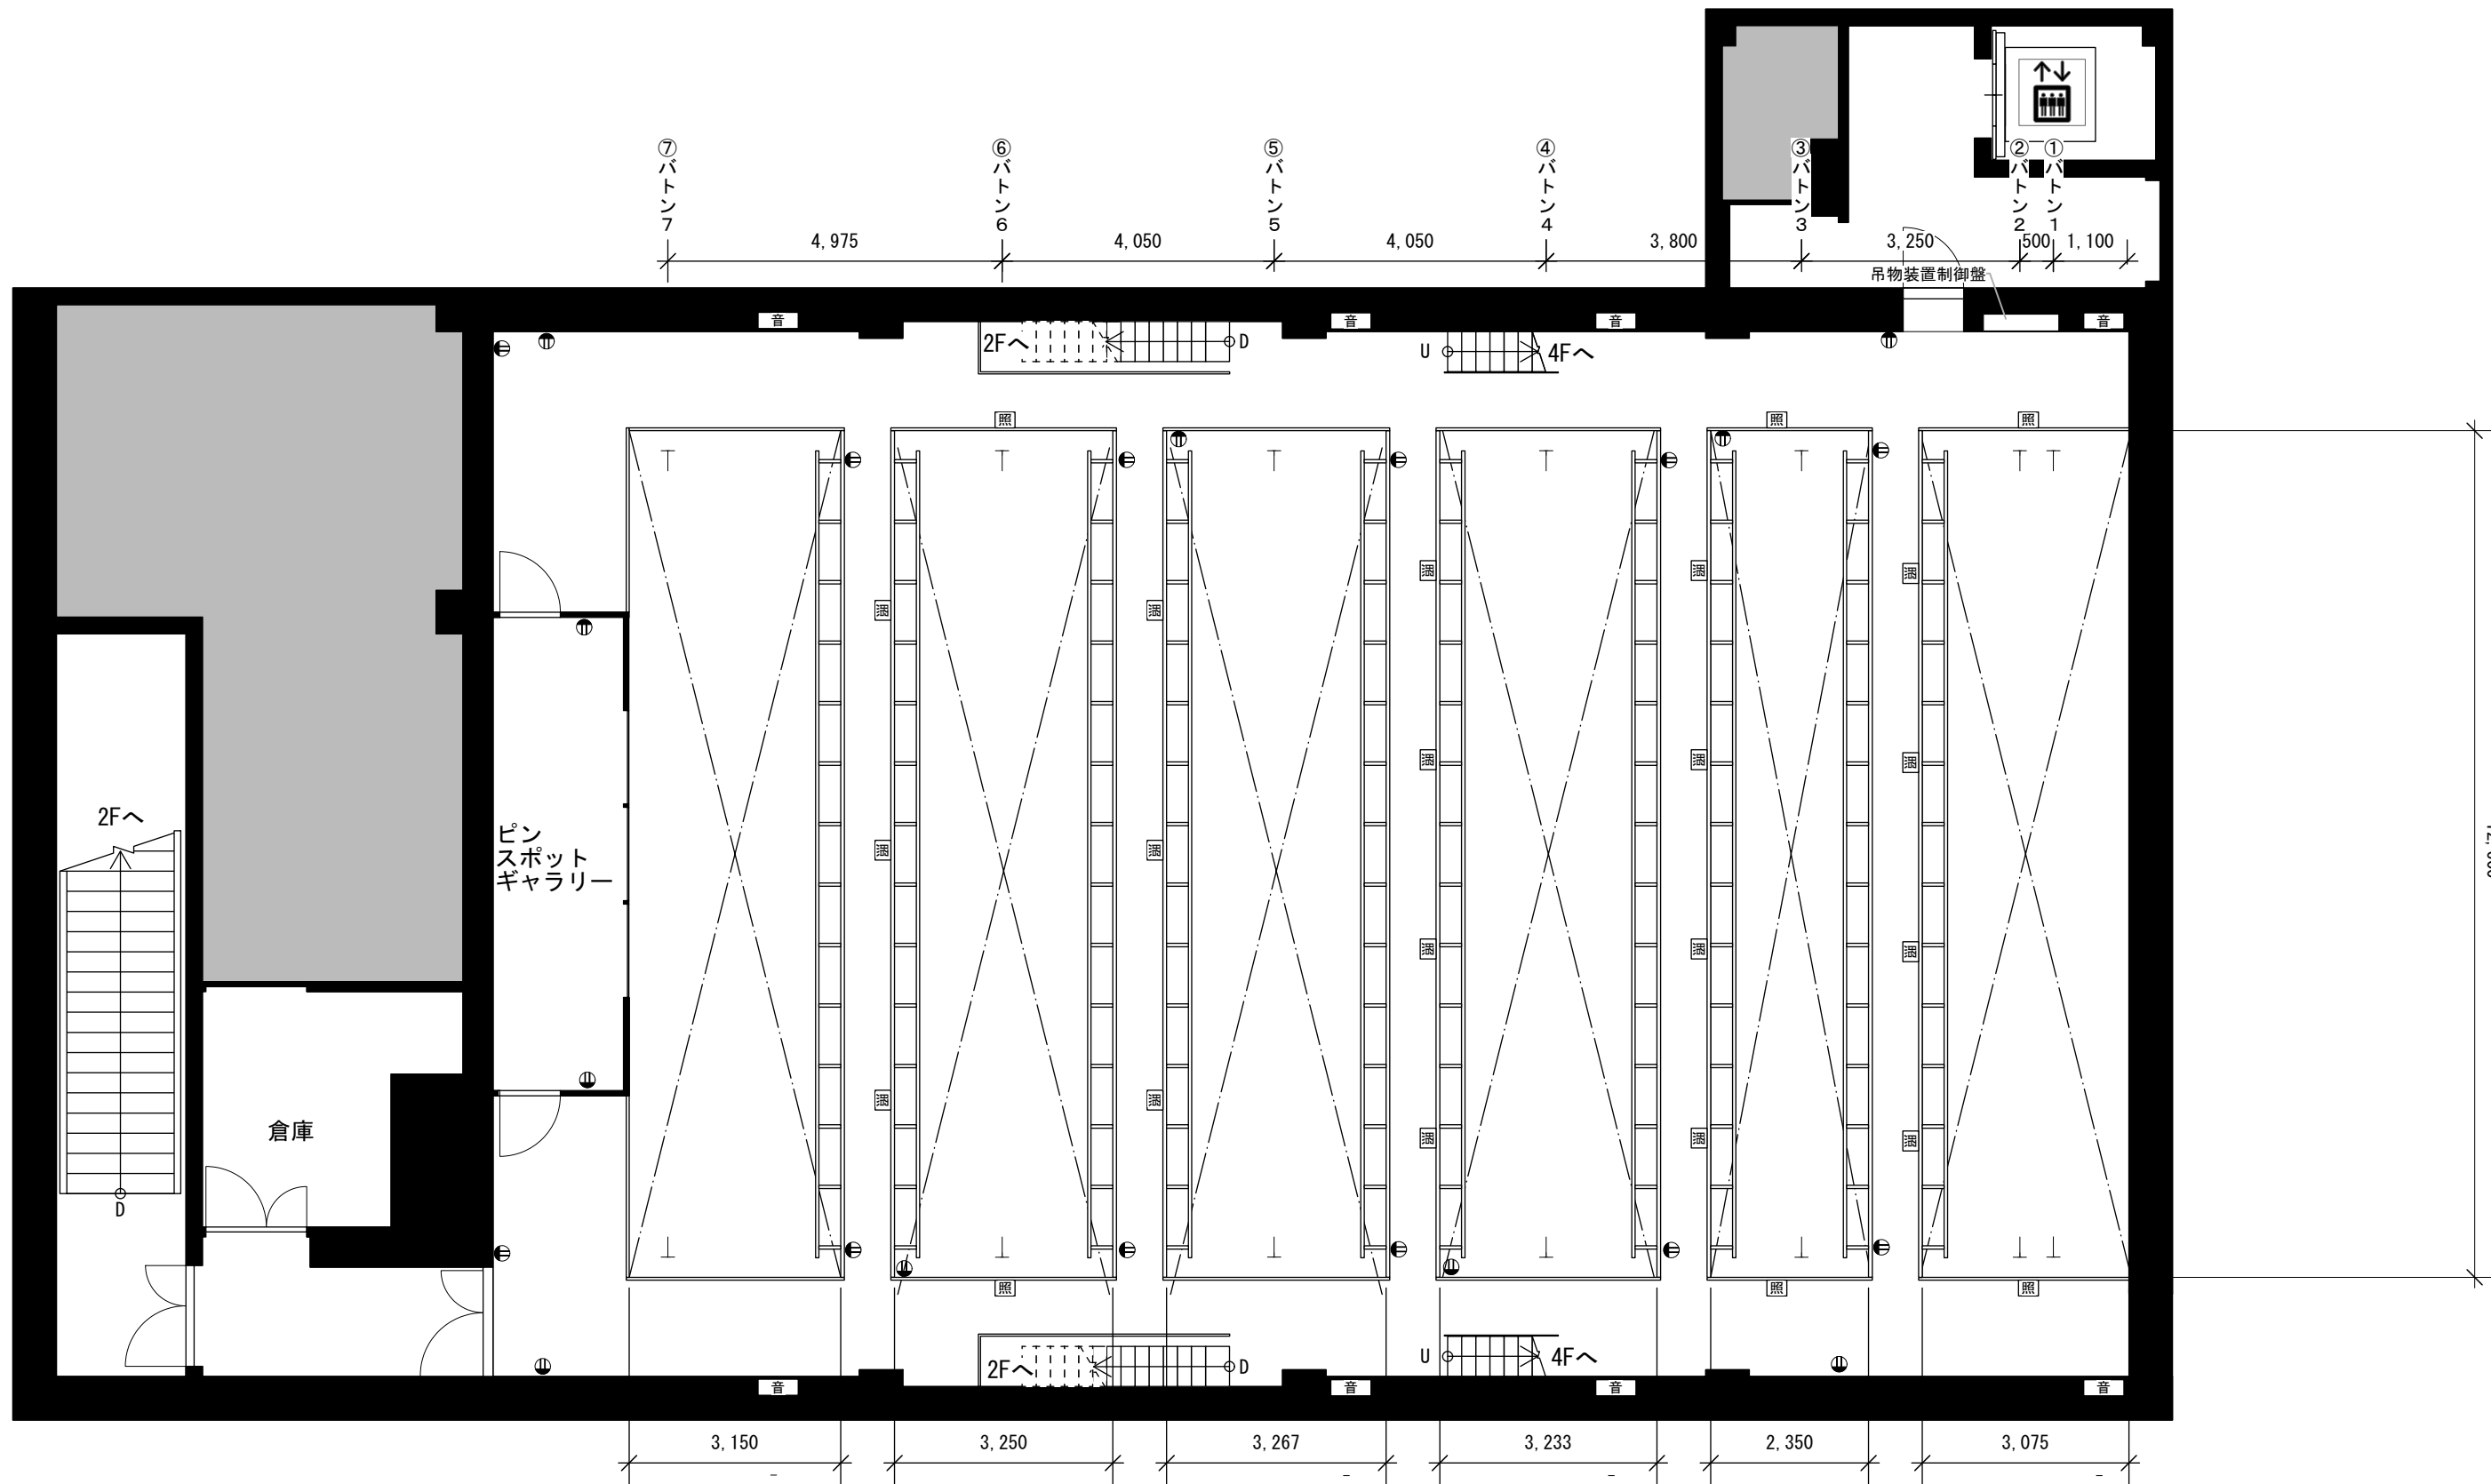 ⑦バトン7
⑥バトン6
⑤バトン5
④バトン4
③バトン3
②バトン2
①バトン1
4,975
4,050
4,050
3,800
3,250
500
1,100
吊物装置制御盤
音
音
音
音
2Fへ
D
U
4Fへ
照
照
照
2Fへ
ピン
スポット
ギャラリー
倉庫
D
照
照
照
2Fへ
D
U
4Fへ
音
音
音
音
3,150
3,250
3,267
3,233
2,350
3,075